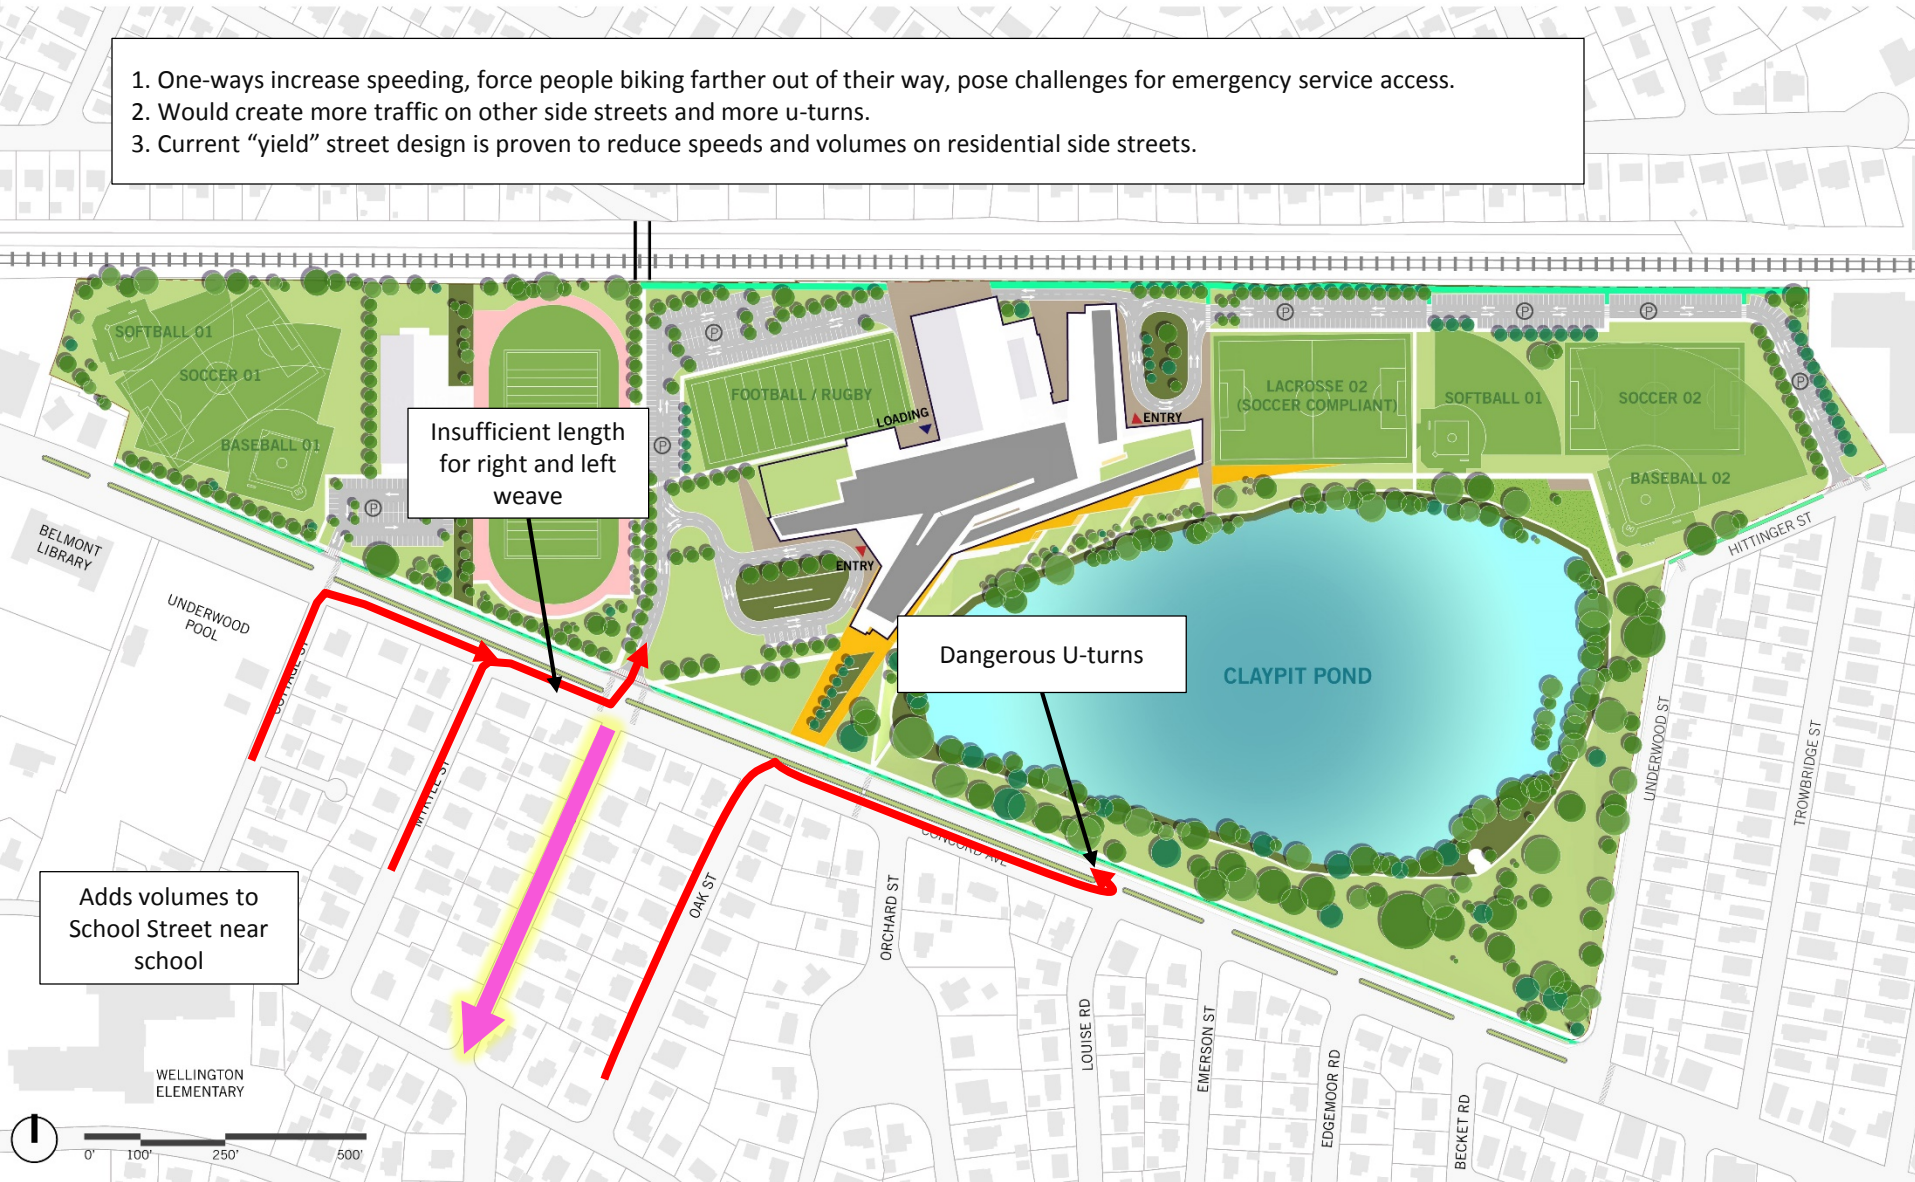 1. One-ways increase speeding, force people biking farther out of their way, pose challenges for emergency service access.
2. Would create more traffic on other side streets and more u-turns.
3. Current “yield” street design is proven to reduce speeds and volumes on residential side streets.
SOFTBALL 01
SOCCER 01
BASEBALL 01
P
P
P
FOOTBALL / RUGBY
LOADING
ENTRY
ENTRY
P
P
P
P
LACROSSE 02
(SOCCER COMPLIANT)
SOFTBALL 01
SOCCER 02
BASEBALL 02
Insufficient length
for right and left
weave
BELMONT
LIBRARY
UNDERWOOD
POOL
HITTINGER ST
Dangerous U-turns
CLAYPIT POND
COTTAGE ST
MYRTLE ST
OAK ST
ORCHARD ST
CONCORD AVE
LOUISE RD
EMERSON ST
EDGEMOOR RD
BECKET RD
UNDERWOOD ST
TROWBRIDGE ST
Adds volumes to
School Street near
school
WELLINGTON
ELEMENTARY
0' 100' 250' 500'